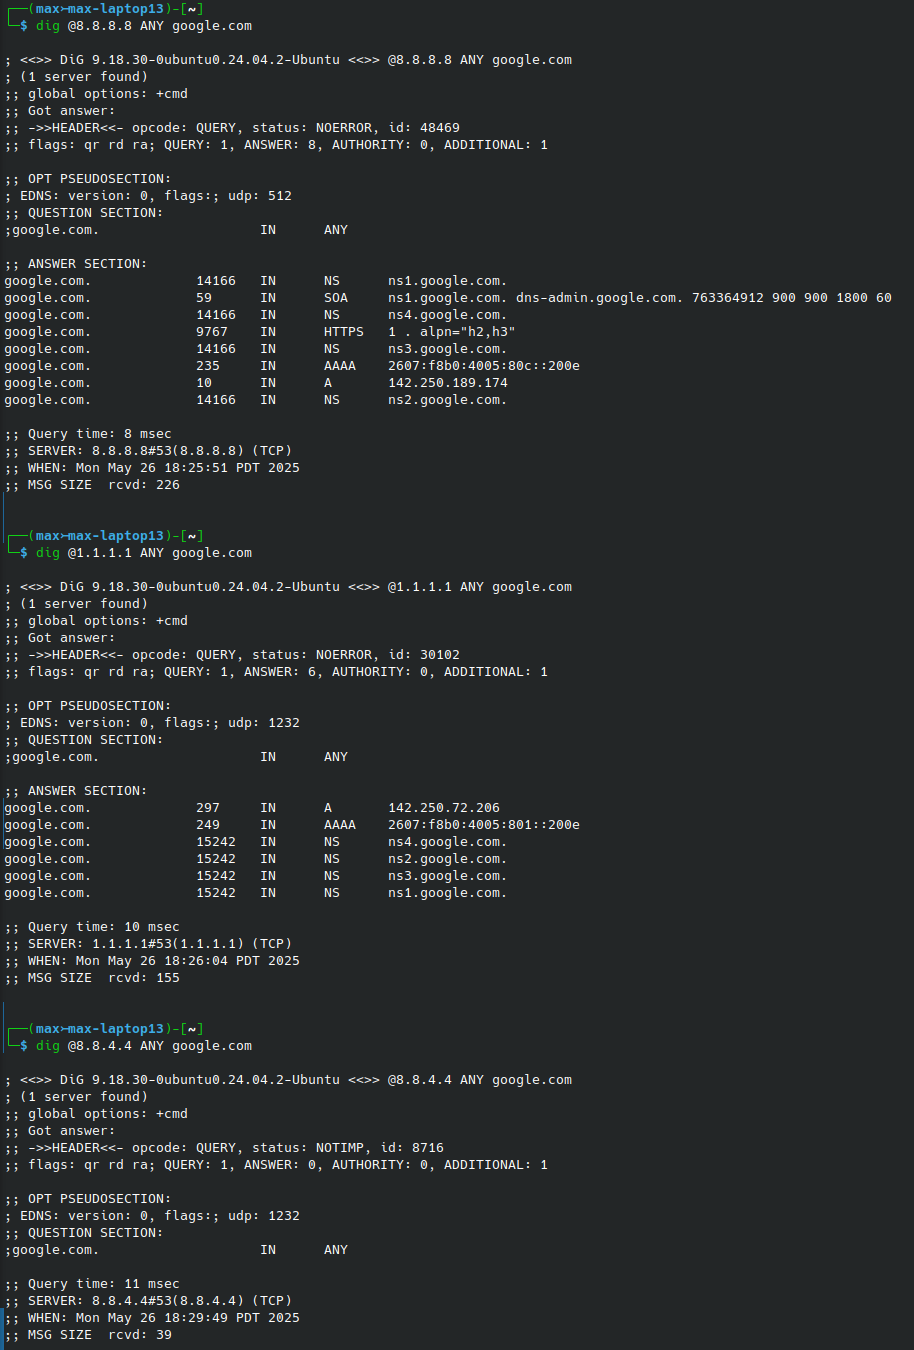 ┌──(max㉿max-laptop13)-[~]
└─$ dig @8.8.8.8 ANY google.com

; <<>> DiG 9.18.30-0ubuntu0.24.04.2-Ubuntu <<>> @8.8.8.8 ANY google.com
; (1 server found)
;; global options: +cmd
;; Got answer:
;; ->>HEADER<<- opcode: QUERY, status: NOERROR, id: 48469
;; flags: qr rd ra; QUERY: 1, ANSWER: 8, AUTHORITY: 0, ADDITIONAL: 1

;; OPT PSEUDOSECTION:
; EDNS: version: 0, flags:; udp: 512
;; QUESTION SECTION:
;google.com.                    IN      ANY

;; ANSWER SECTION:
google.com.             14166   IN      NS      ns1.google.com.
google.com.             59      IN      SOA     ns1.google.com. dns-admin.google.com. 763364912 900 900 1800 60
google.com.             14166   IN      NS      ns4.google.com.
google.com.             9767    IN      HTTPS   1 . alpn="h2,h3"
google.com.             14166   IN      NS      ns3.google.com.
google.com.             235     IN      AAAA    2607:f8b0:4005:80c::200e
google.com.             10      IN      A       142.250.189.174
google.com.             14166   IN      NS      ns2.google.com.

;; Query time: 8 msec
;; SERVER: 8.8.8.8#53(8.8.8.8) (TCP)
;; WHEN: Mon May 26 18:25:51 PDT 2025
;; MSG SIZE  rcvd: 226

┌──(max㉿max-laptop13)-[~]
└─$ dig @1.1.1.1 ANY google.com

; <<>> DiG 9.18.30-0ubuntu0.24.04.2-Ubuntu <<>> @1.1.1.1 ANY google.com
; (1 server found)
;; global options: +cmd
;; Got answer:
;; ->>HEADER<<- opcode: QUERY, status: NOERROR, id: 30102
;; flags: qr rd ra; QUERY: 1, ANSWER: 6, AUTHORITY: 0, ADDITIONAL: 1

;; OPT PSEUDOSECTION:
; EDNS: version: 0, flags:; udp: 1232
;; QUESTION SECTION:
;google.com.                    IN      ANY

;; ANSWER SECTION:
google.com.             297     IN      A       142.250.72.206
google.com.             249     IN      AAAA    2607:f8b0:4005:801::200e
google.com.             15242   IN      NS      ns4.google.com.
google.com.             15242   IN      NS      ns2.google.com.
google.com.             15242   IN      NS      ns3.google.com.
google.com.             15242   IN      NS      ns1.google.com.

;; Query time: 10 msec
;; SERVER: 1.1.1.1#53(1.1.1.1) (TCP)
;; WHEN: Mon May 26 18:26:04 PDT 2025
;; MSG SIZE  rcvd: 155

┌──(max㉿max-laptop13)-[~]
└─$ dig @8.8.4.4 ANY google.com

; <<>> DiG 9.18.30-0ubuntu0.24.04.2-Ubuntu <<>> @8.8.4.4 ANY google.com
; (1 server found)
;; global options: +cmd
;; Got answer:
;; ->>HEADER<<- opcode: QUERY, status: NOTIMP, id: 8716
;; flags: qr rd ra; QUERY: 1, ANSWER: 0, AUTHORITY: 0, ADDITIONAL: 1

;; OPT PSEUDOSECTION:
; EDNS: version: 0, flags:; udp: 1232
;; QUESTION SECTION:
;google.com.                    IN      ANY

;; Query time: 11 msec
;; SERVER: 8.8.4.4#53(8.8.4.4) (TCP)
;; WHEN: Mon May 26 18:29:49 PDT 2025
;; MSG SIZE  rcvd: 39